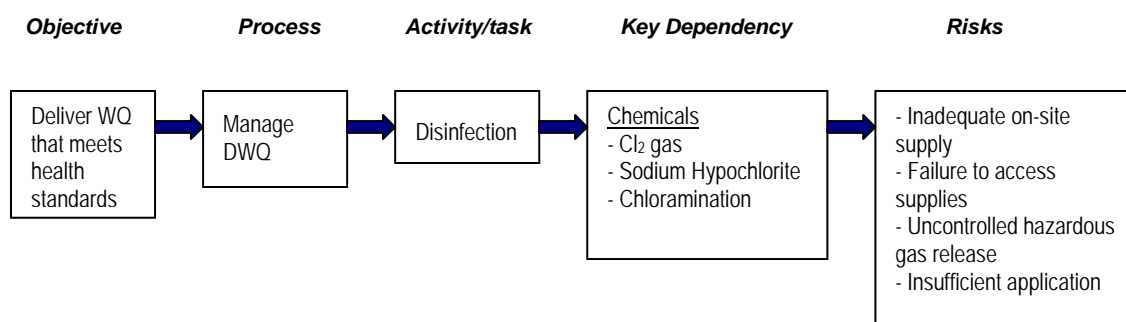 Objective
Process
Activity/task
Key Dependency
Risks
Deliver WQ
that meets
health
standards
Manage
DWQ
Disinfection
Chemicals
- Cl₂ gas
- Sodium Hypochlorite
- Chloramination
- Inadequate on-site
supply
- Failure to access
supplies
- Uncontrolled hazardous
gas release
- Insufficient application